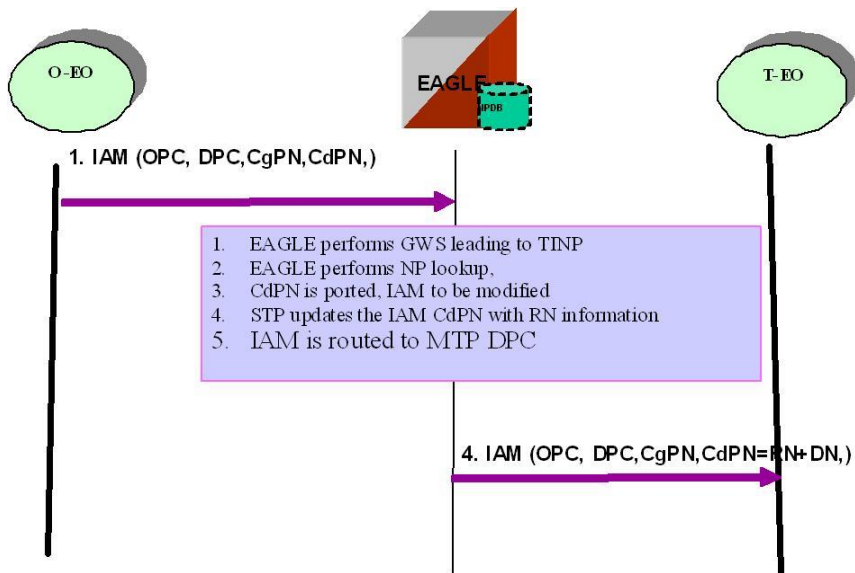 O-EO
EAGLE
T-EO
1. IAM (OPC, DPC,CgPN,CdPN,)
1. EAGLE performs GWS leading to TINP
2. EAGLE performs NP lookup,
3. CdPN is ported, IAM to be modified
4. STP updates the IAM CdPN with RN information
5. IAM is routed to MTP DPC
4. IAM (OPC, DPC,CgPN,CdPN=RN+DN,)